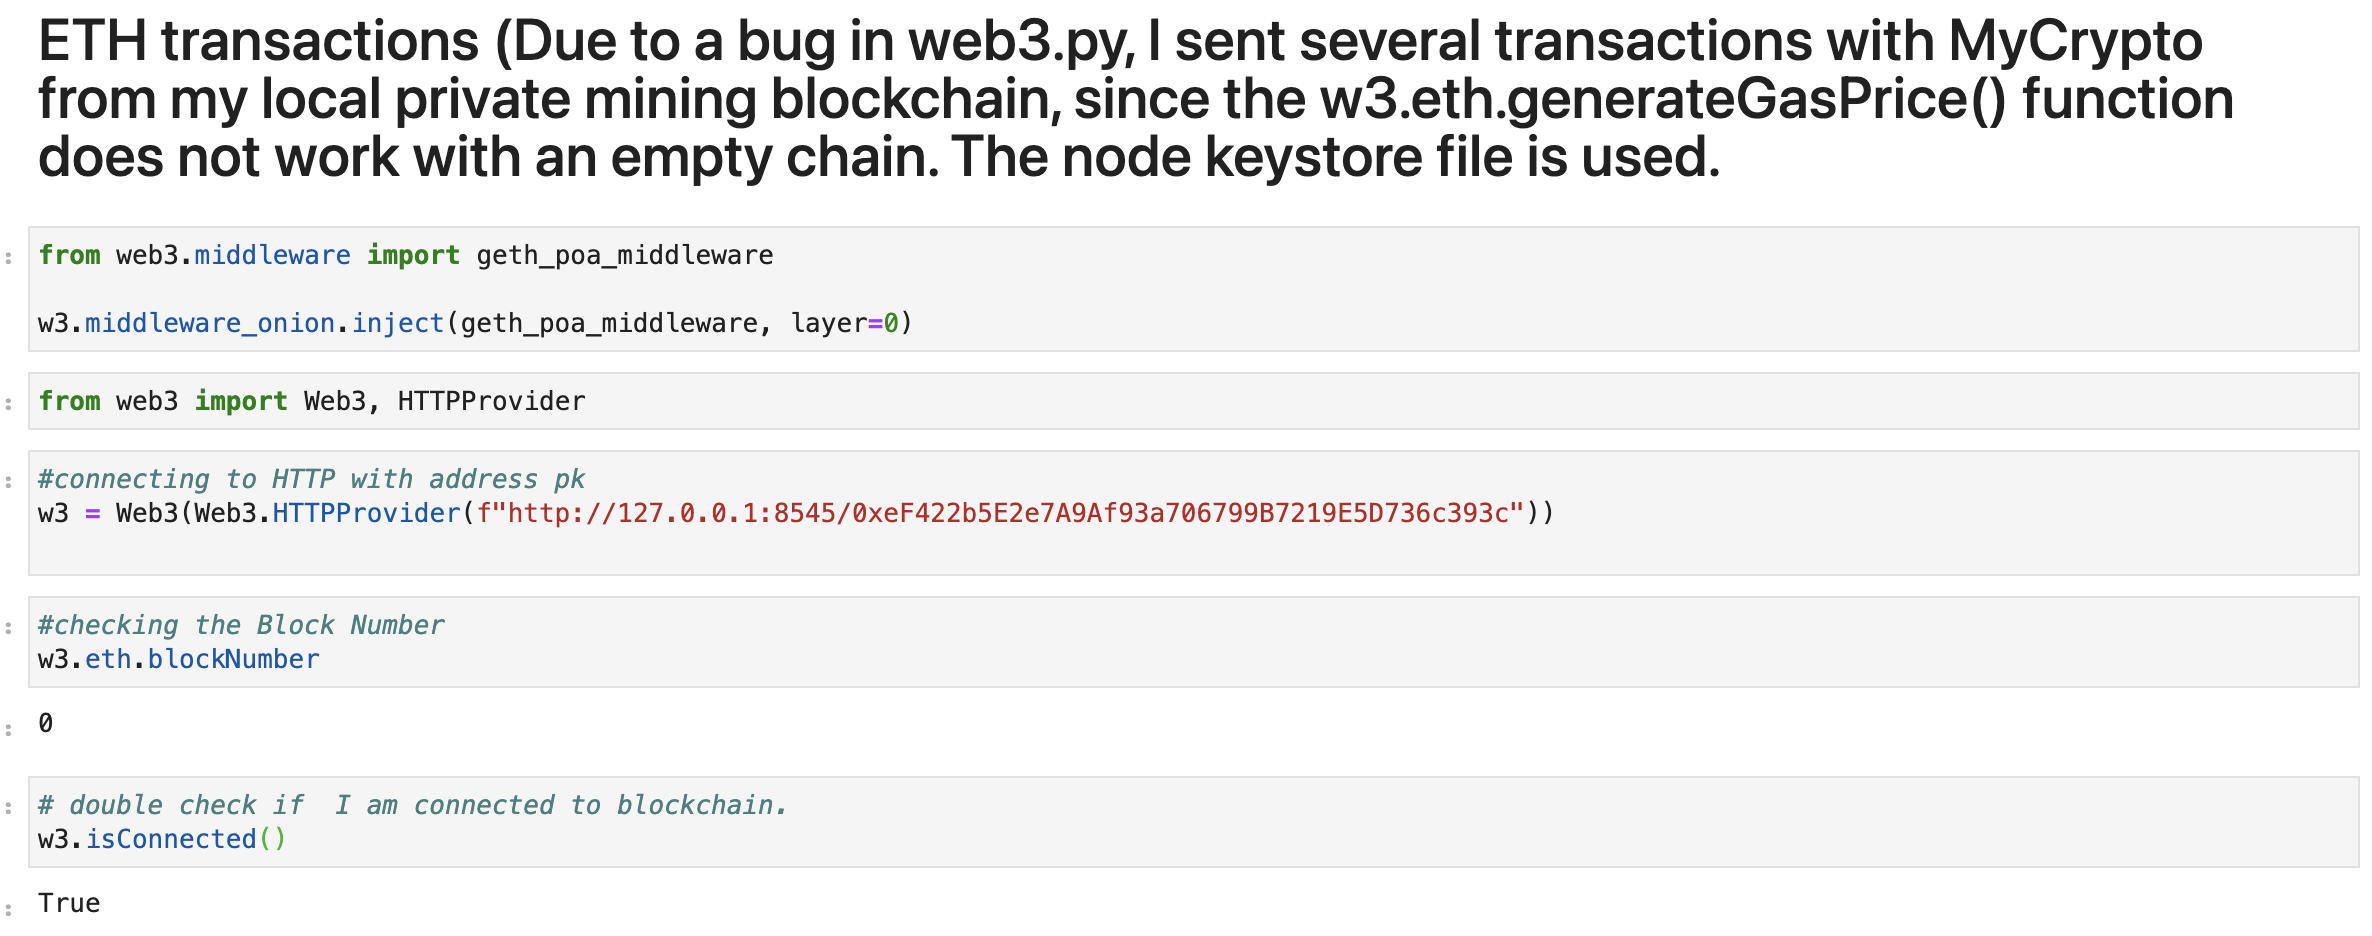 ETH transactions (Due to a bug in web3.py, I sent several transactions with MyCrypto
from my local private mining blockchain, since the w3.eth.generateGasPrice() function
does not work with an empty chain. The node keystore file is used.
: from web3.middleware import geth_poa_middleware
w3.middleware_onion.inject(geth_poa_middleware, layer=0)
: from web3 import Web3, HTTPProvider
: #connecting to HTTP with address pk
w3 = Web3(Web3.HTTPProvider(f"http://127.0.0.1:8545/0xeF422b5E2e7A9Af93a706799B7219E5D736c393c"))
: #checking the Block Number
w3.eth.blockNumber
: 0
: # double check if  I am connected to blockchain.
w3.isConnected()
: True